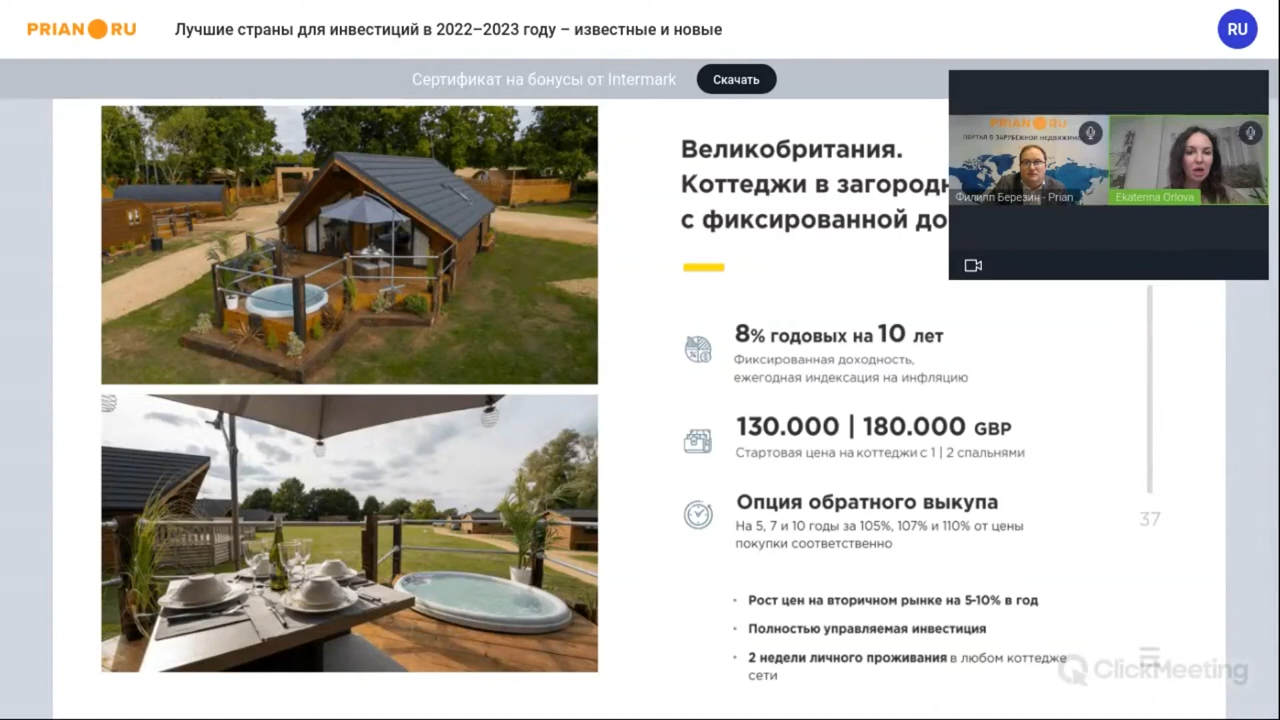 PRIAN RU
Лучшие страны для инвестиций в 2022–2023 году – известные и новые
RU
Сертификат на бонусы от Intermark
Скачать
PRIAN RU
ПОРТАЛ О ЗАРУБЕЖНОЙ НЕДВИЖИМО
Филипп Березин - Prian
Ekaterina Orlova
Великобритания.
Коттеджи в загородн
с фиксированной до
8% годовых на 10 лет
Фиксированная доходность,
ежегодная индексация на инфляцию
130.000 | 180.000 GBP
Стартовая цена на коттеджи с 1 | 2 спальнями
Опция обратного выкупа
На 5, 7 и 10 годы за 105%, 107% и 110% от цены
покупки соответственно
37
• Рост цен на вторичном рынке на 5-10% в год
• Полностью управляемая инвестиция
• 2 недели личного проживания в любом коттедже
сети
ClickMeeting